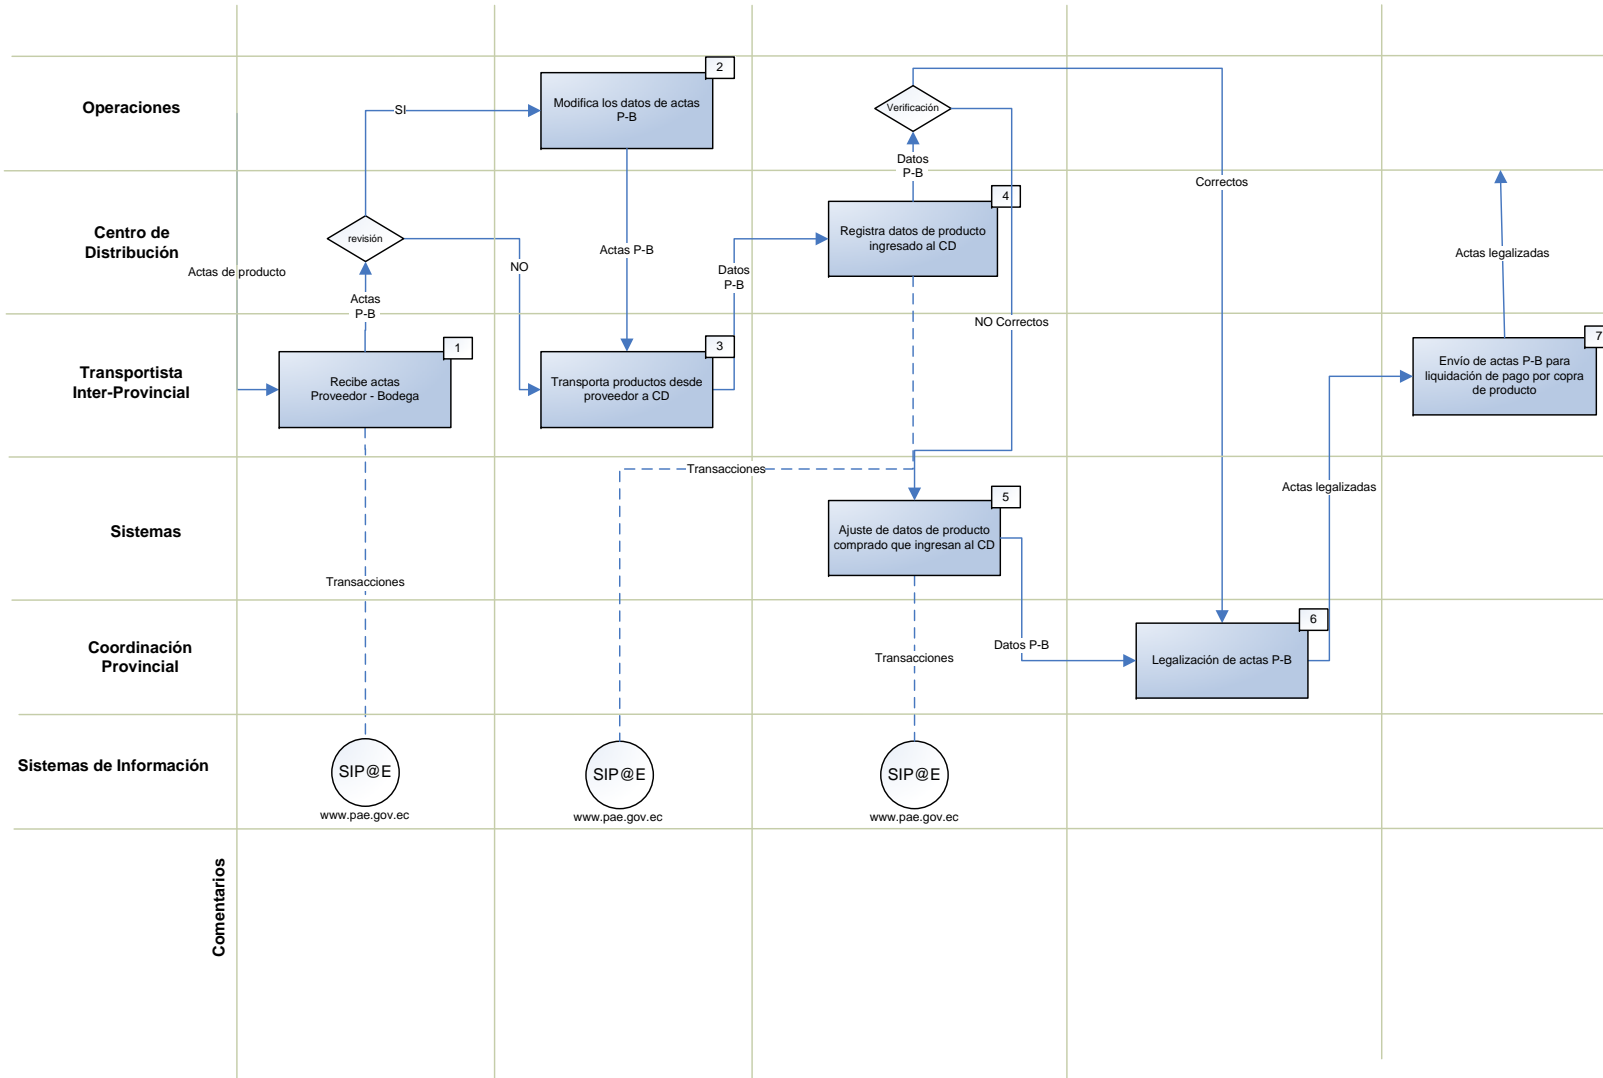 Operaciones
2
Modifica los datos de actas
P-B
SI
Verificación
Datos
P-B
Correctos
Centro de
Distribución
Actas de producto
revisión
NO
Actas P-B
Datos
P-B
4
Registra datos de producto
ingresado al CD
Actas legalizadas
Actas
P-B
NO Correctos
Transportista
Inter-Provincial
1
Recibe actas
Proveedor - Bodega
3
Transporta productos desde
proveedor a CD
7
Envío de actas P-B para
liquidación de pago por copra
de producto
Transacciones
Actas legalizadas
Sistemas
5
Ajuste de datos de producto
comprado que ingresan al CD
Transacciones
Coordinación
Provincial
Transacciones
Datos P-B
6
Legalización de actas P-B
Sistemas de Información
SIP@E
www.pae.gov.ec
SIP@E
www.pae.gov.ec
SIP@E
www.pae.gov.ec
Comentarios